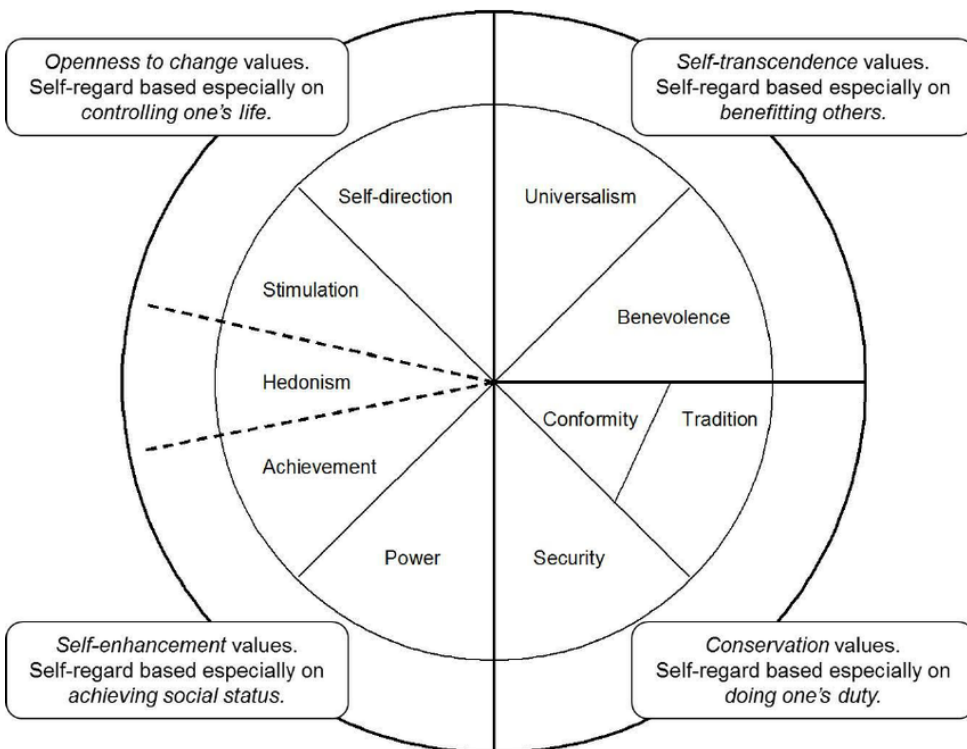 Openness to change values.
Self-regard based especially on
controlling one's life.
Self-transcendence values.
Self-regard based especially on
benefitting others.
Self-direction
Universalism
Stimulation
Benevolence
Hedonism
Conformity
Tradition
Achievement
Power
Security
Self-enhancement values.
Self-regard based especially on
achieving social status.
Conservation values.
Self-regard based especially on
doing one's duty.